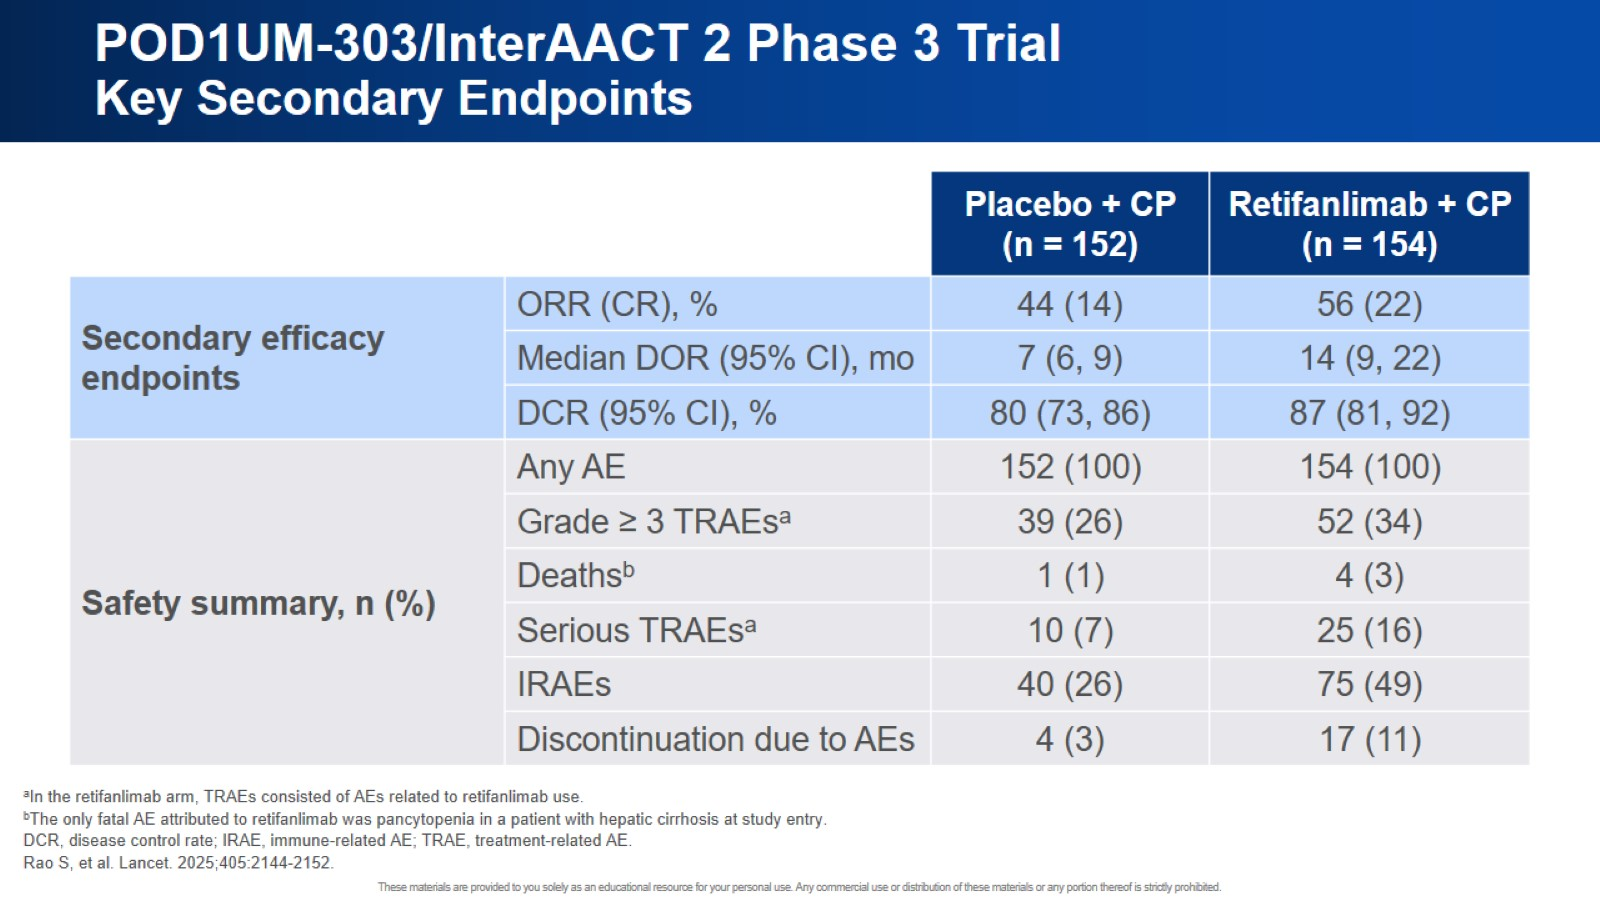 POD1UM-303/InterAACT 2 Phase 3 Trial
Key Secondary Endpoints
Placebo + CP Retifanlimab + CP
(n = 152) (n = 154)
Secondary efficacy
endpoints
ORR (CR), % 44 (14) 56 (22)
Median DOR (95% CI), mo 7 (6, 9) 14 (9, 22)
DCR (95% CI), % 80 (73, 86) 87 (81, 92)
Safety summary, n (%)
Any AE 152 (100) 154 (100)
Grade ≥ 3 TRAEsᵃ 39 (26) 52 (34)
Deathsᵇ 1 (1) 4 (3)
Serious TRAEsᵃ 10 (7) 25 (16)
IRAEs 40 (26) 75 (49)
Discontinuation due to AEs 4 (3) 17 (11)
ᵃIn the retifanlimab arm, TRAEs consisted of AEs related to retifanlimab use.
ᵇThe only fatal AE attributed to retifanlimab was pancytopenia in a patient with hepatic cirrhosis at study entry.
DCR, disease control rate; IRAE, immune-related AE; TRAE, treatment-related AE.
Rao S, et al. Lancet. 2025;405:2144-2152.
These materials are provided to you solely as an educational resource for your personal use. Any commercial use or distribution of these materials or any portion thereof is strictly prohibited.